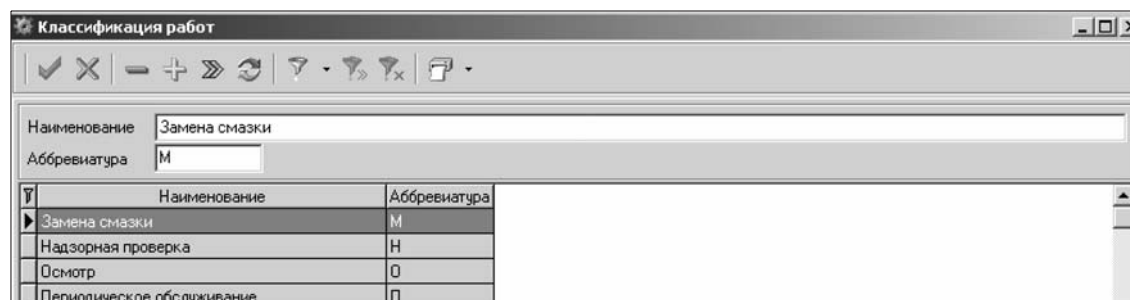 Классификация работ
Наименование Замена смазки
Аббревиатура М
Наименование Аббревиатура
Замена смазки М
Надзорная проверка Н
Осмотр О
Периодическое обслуживание П